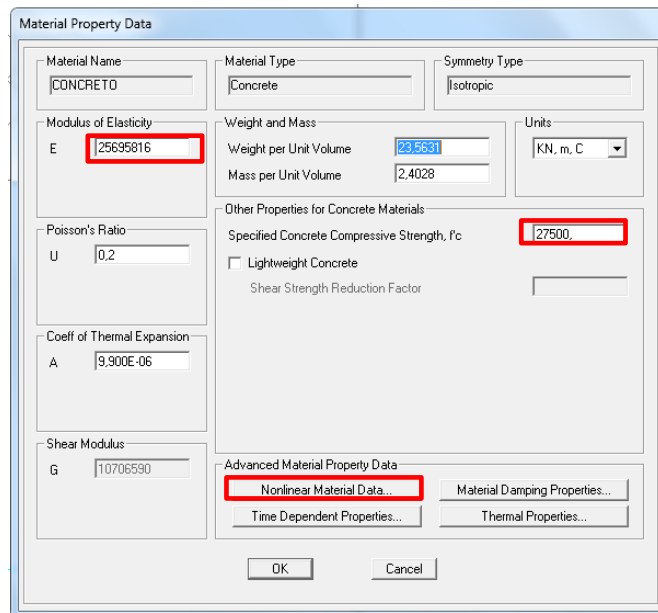 Material Property Data
Material Name
CONCRETO
Material Type
Concrete
Symmetry Type
Isotropic
Modulus of Elasticity
E 25695816
Weight and Mass
Weight per Unit Volume 23,5631
Mass per Unit Volume 2,4028
Units
KN, m, C
Poisson's Ratio
U 0,2
Other Properties for Concrete Materials
Specified Concrete Compressive Strength, f'c 27500,
Lightweight Concrete
Shear Strength Reduction Factor
Coeff of Thermal Expansion
A 9,900E-06
Shear Modulus
G 10706590
Advanced Material Property Data
Nonlinear Material Data... Material Damping Properties...
Time Dependent Properties... Thermal Properties...
OK Cancel